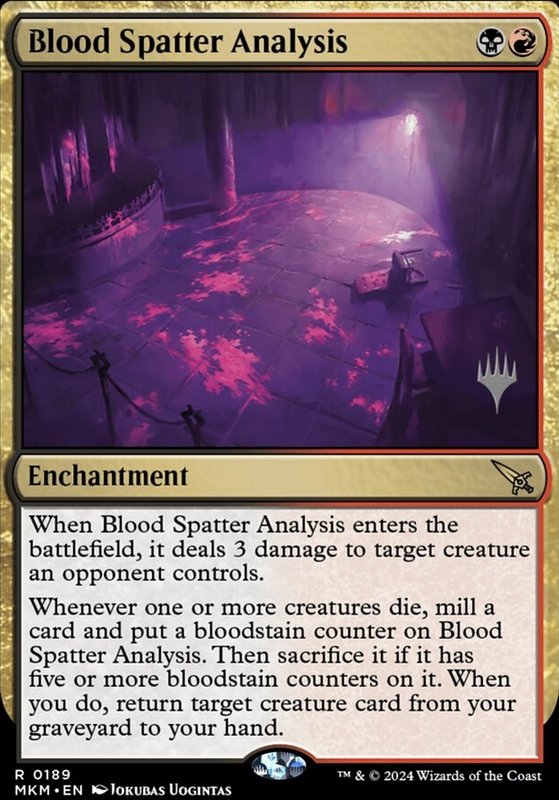 Blood Spatter Analysis
Enchantment
When Blood Spatter Analysis enters the
battlefield, it deals 3 damage to target creature
an opponent controls.
Whenever one or more creatures die, mill a
card and put a bloodstain counter on Blood
Spatter Analysis. Then sacrifice it if it has
five or more bloodstain counters on it. When
you do, return target creature card from your
graveyard to your hand.
R 0189
MKM • EN Jokubas Uogintas
™ & © 2024 Wizards of the Coast